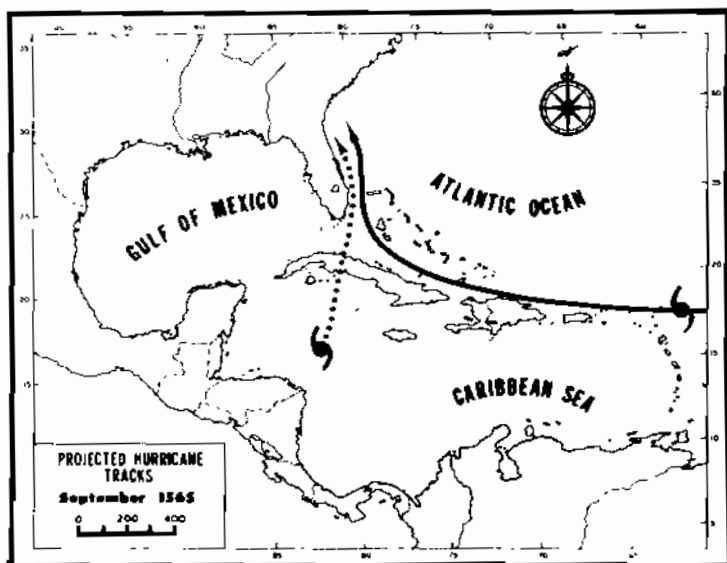 GULF OF MEXICO
ATLANTIC OCEAN
CARIBBEAN SEA
PROJECTED HURRICANE
TRACKS
September 1565
0 200 400